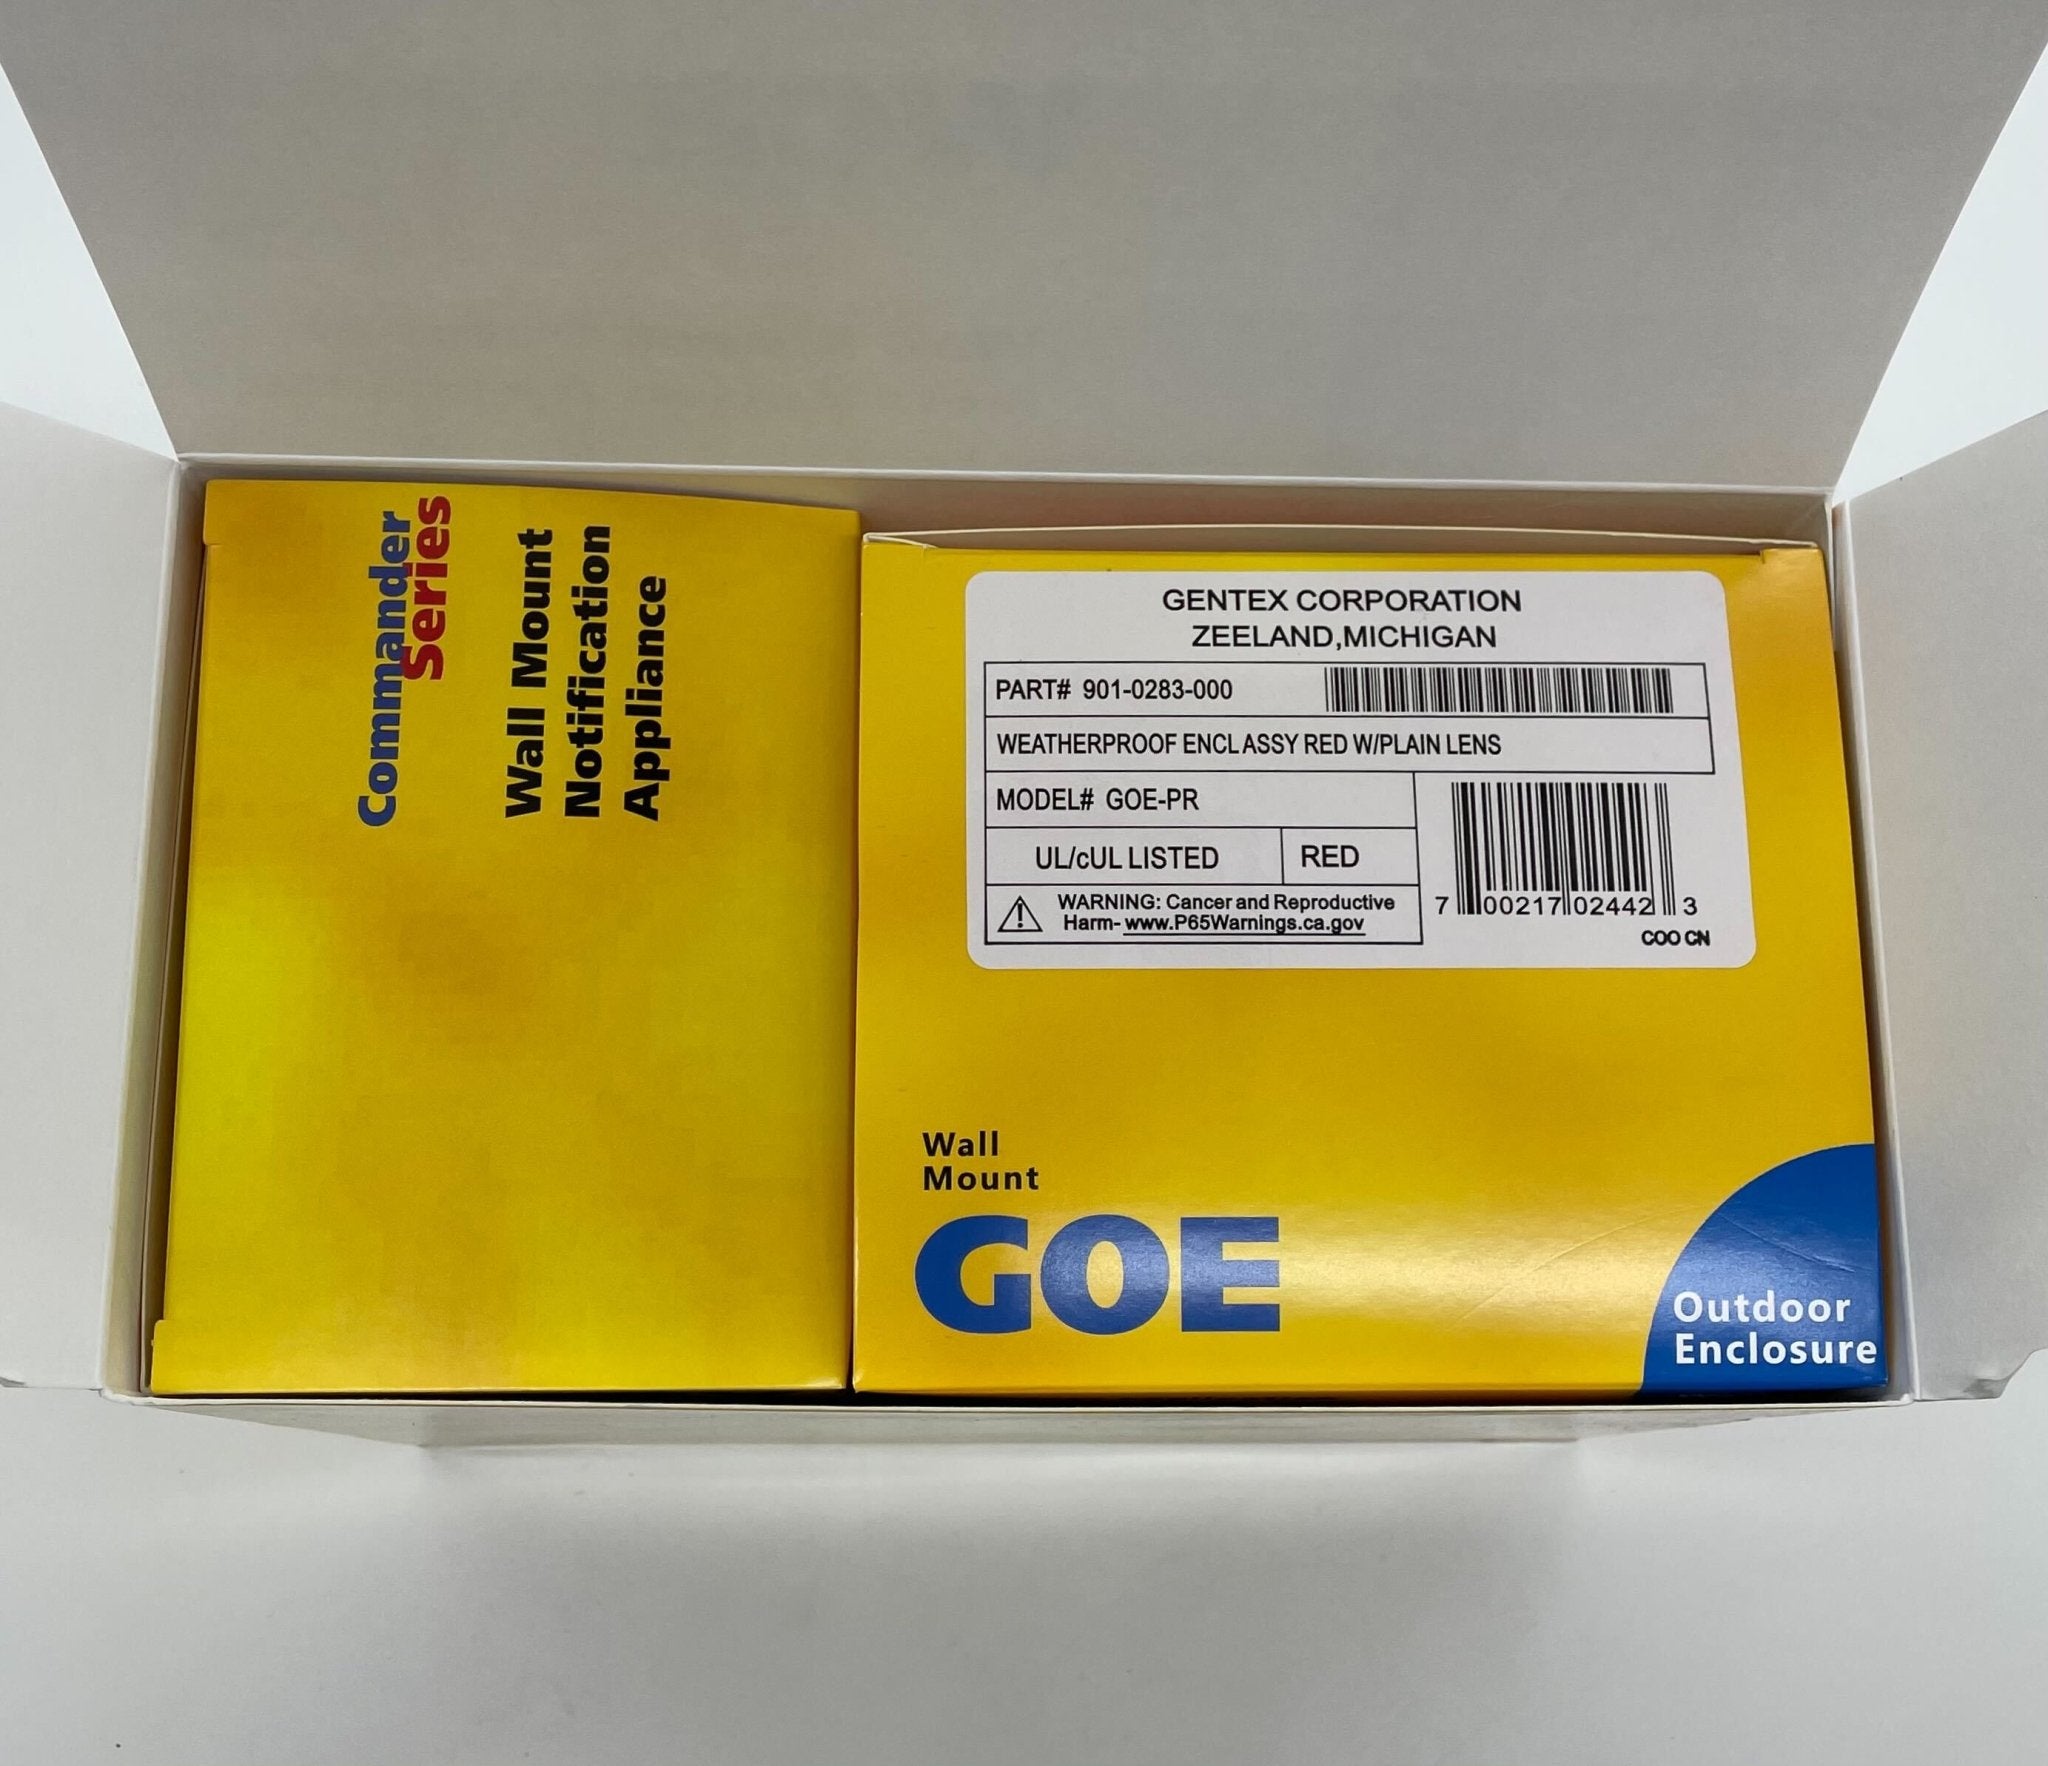 Commander
Series
Wall Mount
Notification
Appliance
GENTEX CORPORATION
ZEELAND,MICHIGAN
PART# 901-0283-000
WEATHERPROOF ENCL ASSY RED W/PLAIN LENS
MODEL# GOE-PR
UL/cUL LISTED RED
WARNING: Cancer and Reproductive
Harm- www.P65Warnings.ca.gov
7 00217 02442 3
COO CN
Wall
Mount
GOE
Outdoor
Enclosure